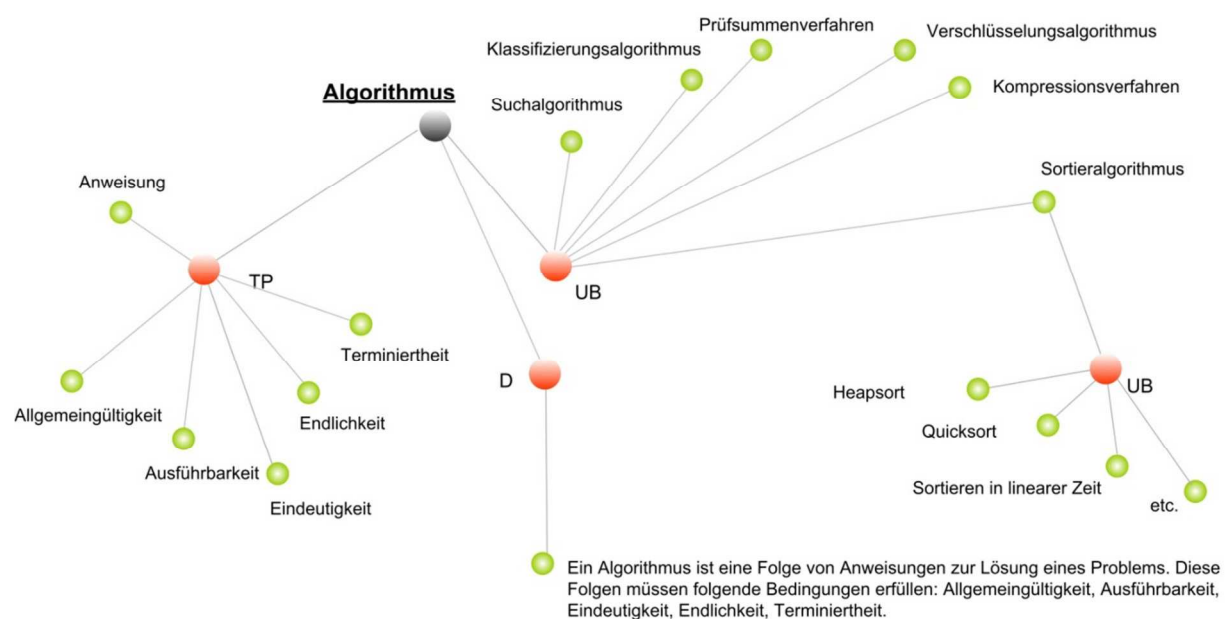 Prüfsummenverfahren
Verschlüsselungsalgorithmus
Klassifizierungsalgorithmus
Kompressionsverfahren
Algorithmus
Suchalgorithmus
Sortieralgorithmus
Anweisung
TP
UB
Terminiertheit
D
UB
Heapsort
Allgemeingültigkeit
Endlichkeit
Quicksort
Ausführbarkeit
Sortieren in linearer Zeit
Eindeutigkeit
etc.
Ein Algorithmus ist eine Folge von Anweisungen zur Lösung eines Problems. Diese
Folgen müssen folgende Bedingungen erfüllen: Allgemeingültigkeit, Ausführbarkeit,
Eindeutigkeit, Endlichkeit, Terminiertheit.